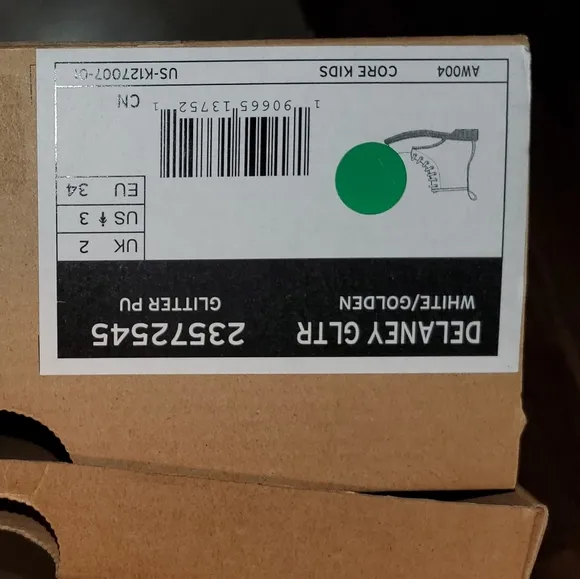 DELANEY GLTR 23572545
WHITE/GOLDEN GLITTER PU
UK 2
US 3
EU 34
1 90665 13752 1
CN
AW004 CORE KIDS US-K127007-01